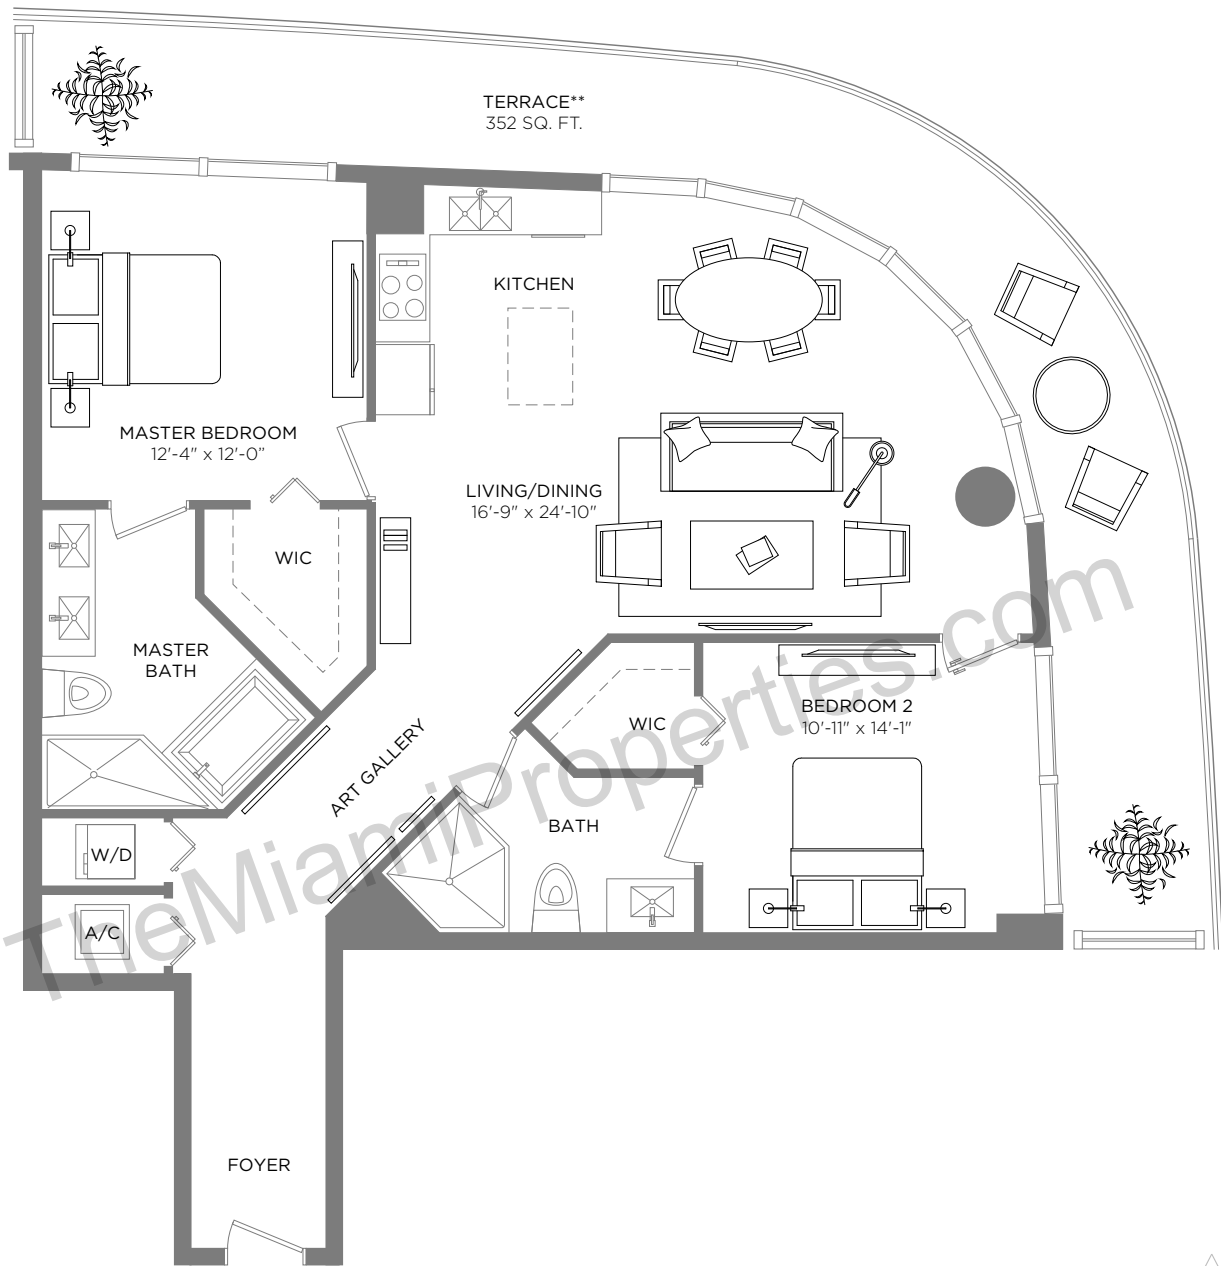 TERRACE**
352 SQ. FT.
KITCHEN
MASTER BEDROOM
12'-4" x 12'-0”
LIVING/DINING
16'-9" x 24'-10"
WIC
MASTER
BATH
WIC
BEDROOM 2
10'-11" x 14'-1"
ART GALLERY
BATH
W/D
A/C
FOYER
TheMiamiProperties.com